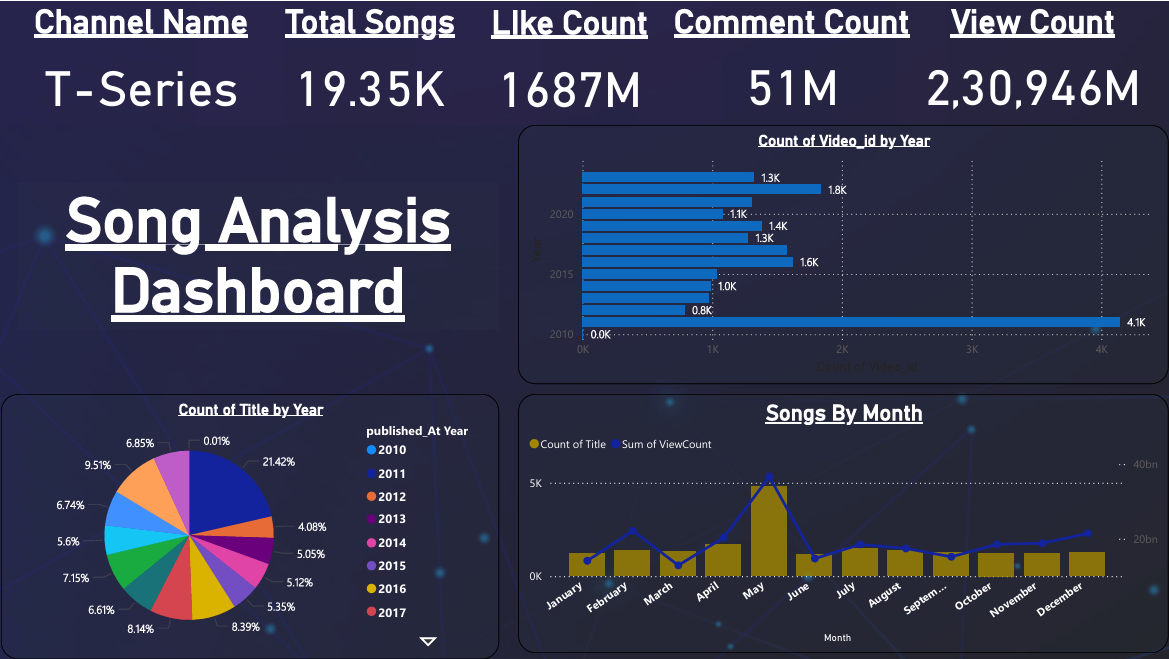 Channel Name
Total Songs
LIke Count
Comment Count
View Count
T-Series
19.35K
1687M
51M
2,30,946M
Song Analysis
Dashboard
Count of Video_id by Year
1.3K
1.8K
2020
1.1K
1.4K
1.3K
1.6K
2015
1.0K
0.8K
4.1K
2010
0.0K
0K
1K
2K
3K
4K
Year
Count of Video_id
Count of Title by Year
0.01%
21.42%
4.08%
5.05%
5.12%
5.35%
8.39%
8.14%
6.61%
7.15%
5.6%
6.74%
9.51%
6.85%
published_At Year
2010
2011
2012
2013
2014
2015
2016
2017
Songs By Month
Count of Title
Sum of ViewCount
5K
0K
40bn
20bn
January
February
March
April
May
June
July
August
Septem...
October
November
December
Month